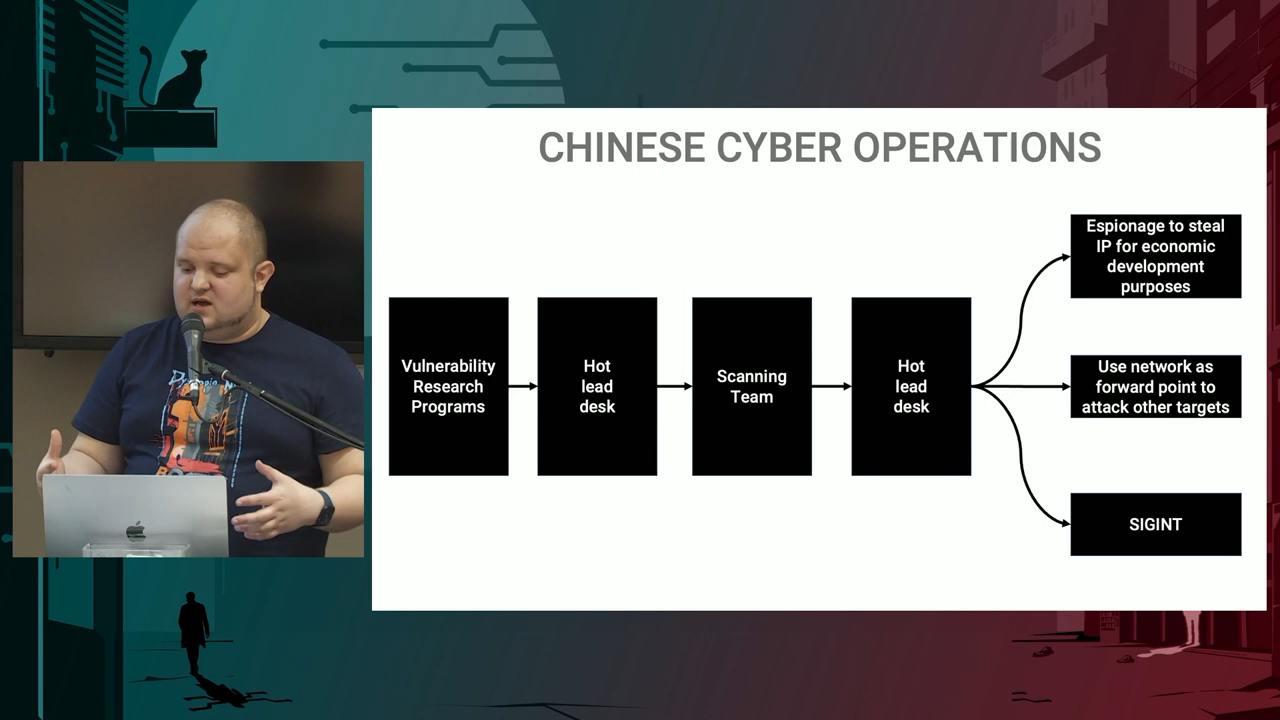 CHINESE CYBER OPERATIONS
Vulnerability
Research
Programs
Hot
lead
desk
Scanning
Team
Hot
lead
desk
Espionage to steal
IP for economic
development
purposes
Use network as
forward point to
attack other targets
SIGINT